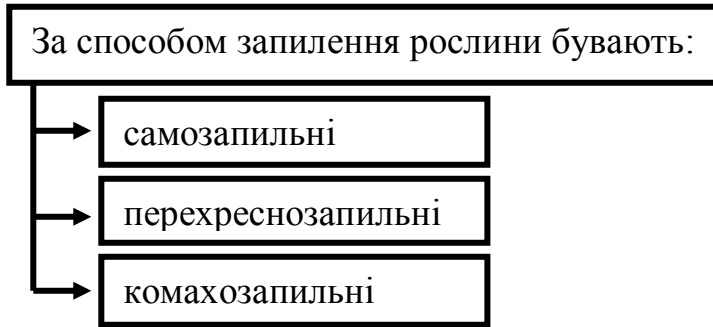 За способом запилення рослини бувають:
самозапильні
перехреснозапильні
комахозапильні